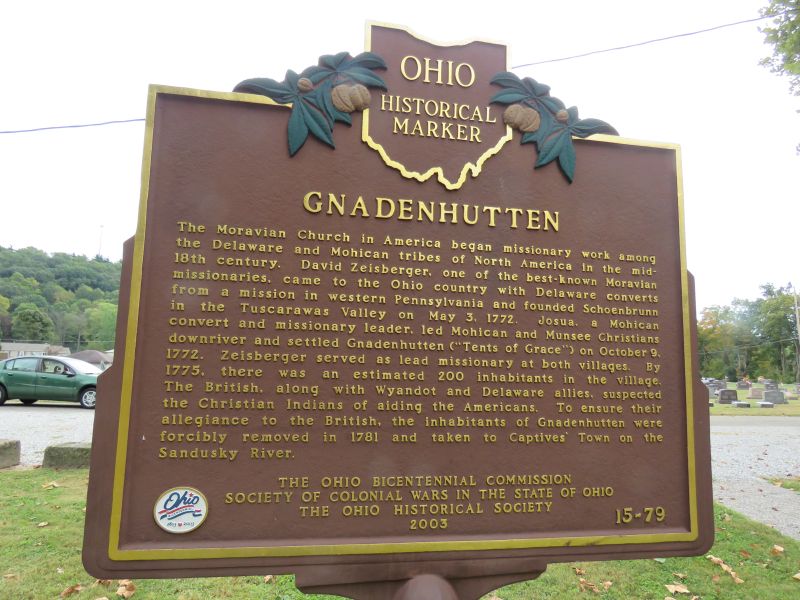 OHIO
HISTORICAL
MARKER
GNADENHUTTEN
The Moravian Church in America began missionary work among
the Delaware and Mohican tribes of North America in the mid-
18th century. David Zeisberger, one of the best-known Moravian
missionaries, came to the Ohio country with Delaware converts
from a mission in western Pennsylvania and founded Schoenbrunn
in the Tuscarawas Valley on May 3, 1772. Josua, a Mohican
convert and missionary leader, led Mohican and Munsee Christians
downriver and settled Gnadenhutten ("Tents of Grace") on October 9,
1772. Zeisberger served as lead missionary at both villages. By
1775, there was an estimated 200 inhabitants in the village.
The British, along with Wyandot and Delaware allies, suspected
the Christian Indians of aiding the Americans. To ensure their
allegiance to the British, the inhabitants of Gnadenhutten were
forcibly removed in 1781 and taken to Captives' Town on the
Sandusky River.
THE OHIO BICENTENNIAL COMMISSION
SOCIETY OF COLONIAL WARS IN THE STATE OF OHIO
THE OHIO HISTORICAL SOCIETY
2003
15-79
Ohio
BICENTENNIAL
1803 2003